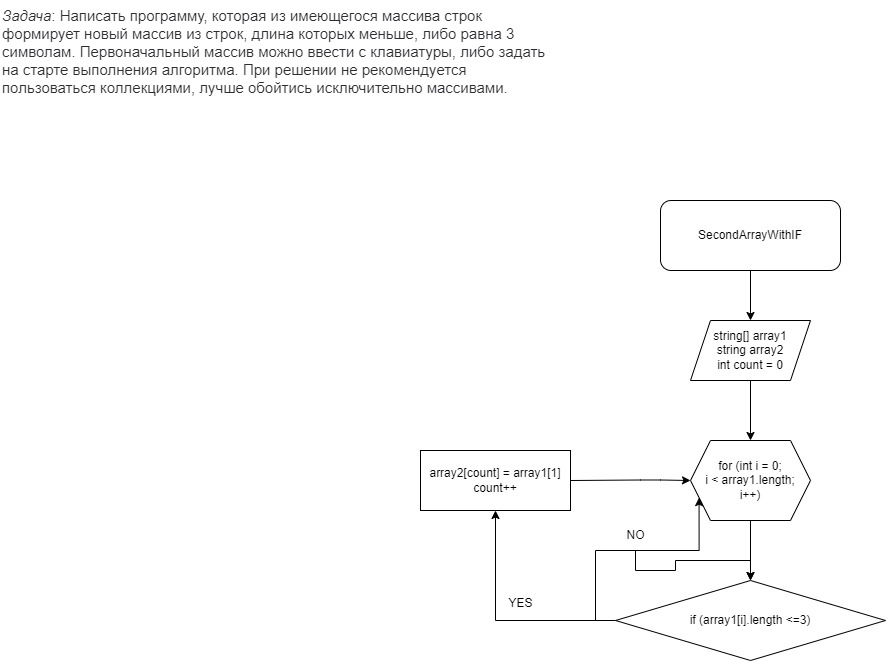 Задача: Написать программу, которая из имеющегося массива строк
формирует новый массив из строк, длина которых меньше, либо равна 3
символам. Первоначальный массив можно ввести с клавиатуры, либо задать
на старте выполнения алгоритма. При решении не рекомендуется
пользоваться коллекциями, лучше обойтись исключительно массивами.
SecondArrayWithIF
string[] array1
string array2
int count = 0
for (int i = 0;
i < array1.length;
i++)
array2[count] = array1[1]
count++
NO
YES
if (array1[i].length <=3)